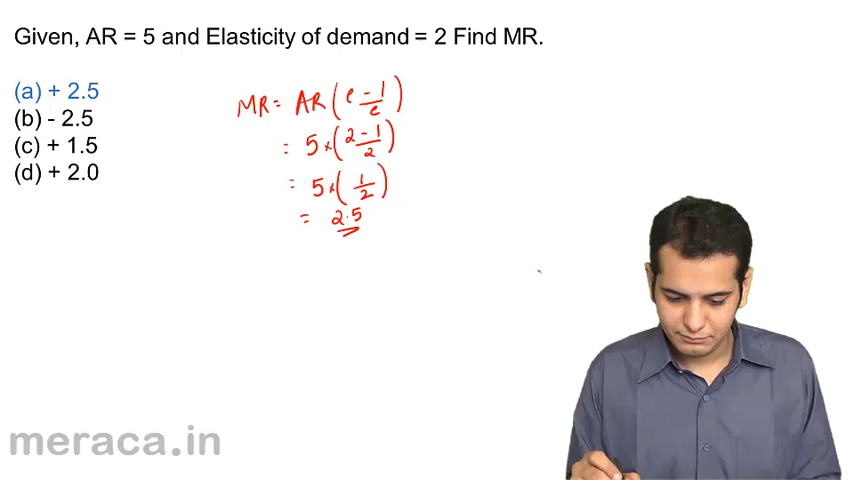 Given, AR = 5 and Elasticity of demand = 2 Find MR.
(a) + 2.5
(b) - 2.5
(c) + 1.5
(d) + 2.0
MR = AR (e - 1/e)
= 5 × (2 - 1/2)
= 5 × (1/2)
= 2.5
meraca.in